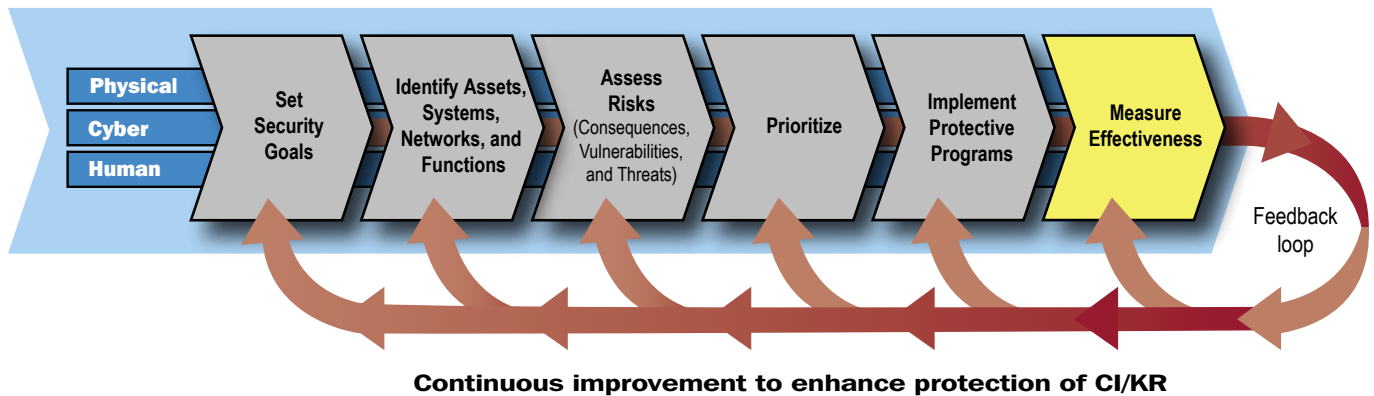 Physical
Cyber
Human
Set
Security
Goals
Identify Assets,
Systems,
Networks, and
Functions
Assess
Risks
(Consequences,
Vulnerabilities,
and Threats)
Prioritize
Implement
Protective
Programs
Measure
Effectiveness
Feedback
loop
Continuous improvement to enhance protection of CI/KR